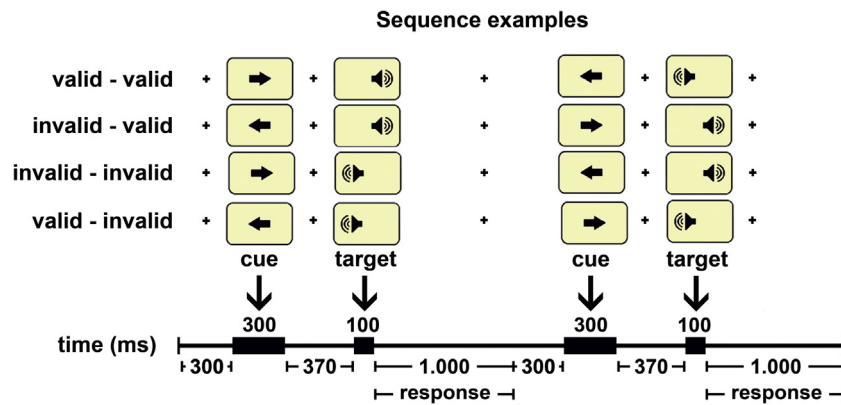 Sequence examples
valid - valid
invalid - valid
invalid - invalid
valid - invalid
cue target cue target
300 100 300 100
time (ms)
300 370 1.000 300 370 1.000
response response